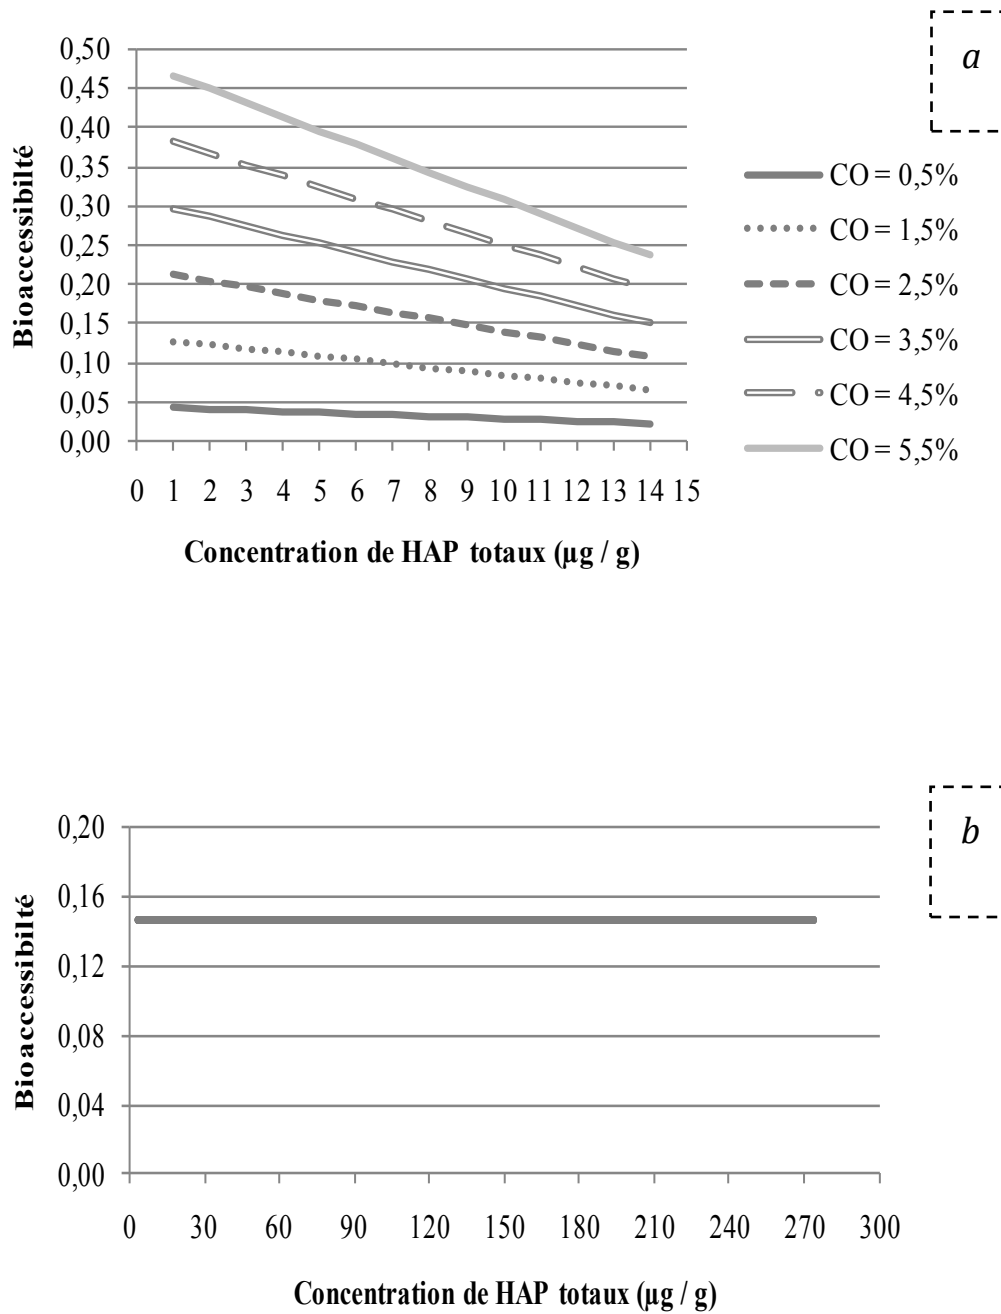 a
0,50
0,45
0,40
0,35
0,30
0,25
0,20
0,15
0,10
0,05
0,00
Bioaccessibilté
0 1 2 3 4 5 6 7 8 9 10 11 12 13 14 15
Concentration de HAP totaux (µg / g)
CO = 0,5%
CO = 1,5%
CO = 2,5%
CO = 3,5%
CO = 4,5%
CO = 5,5%
b
0,20
0,16
0,12
0,08
0,04
0,00
Bioaccessibilté
0 30 60 90 120 150 180 210 240 270 300
Concentration de HAP totaux (µg / g)